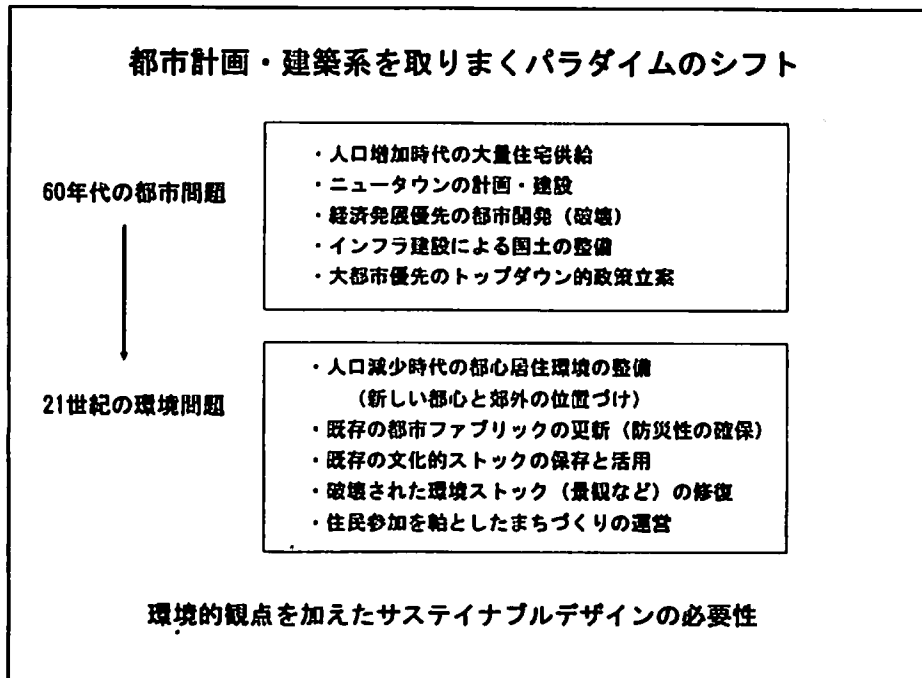 都市計画・建築系を取りまくパラダイムのシフト
60年代の都市問題
・人口増加時代の大量住宅供給
・ニュータウンの計画・建設
・経済発展優先の都市開発（破壊）
・インフラ建設による国土の整備
・大都市優先のトップダウン的政策立案
21世紀の環境問題
・人口減少時代の都心居住環境の整備
（新しい都心と郊外の位置づけ）
・既存の都市ファブリックの更新（防災性の確保）
・既存の文化的ストックの保存と活用
・破壊された環境ストック（景観など）の修復
・住民参加を軸としたまちづくりの運営
環境的観点を加えたサステイナブルデザインの必要性